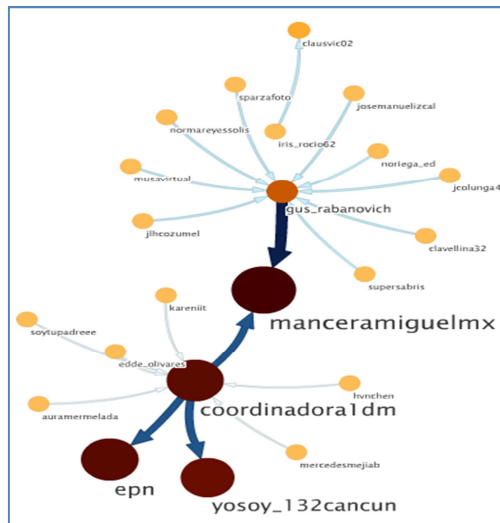 clausvic02
sparzafoto
josemanuelizcal
normareyessolis
iris_rocio62
noriega_ed
musavirtual
jcolunga4
gus_rabanovich
jlhcozumel
clavellina32
supersabris
kareniit
manceramiguelmx
soytupadreee
edde_olivares
hvnchen
auramermelada
coordinadora1dm
mercedesmejiab
epn
yosoy_132cancun